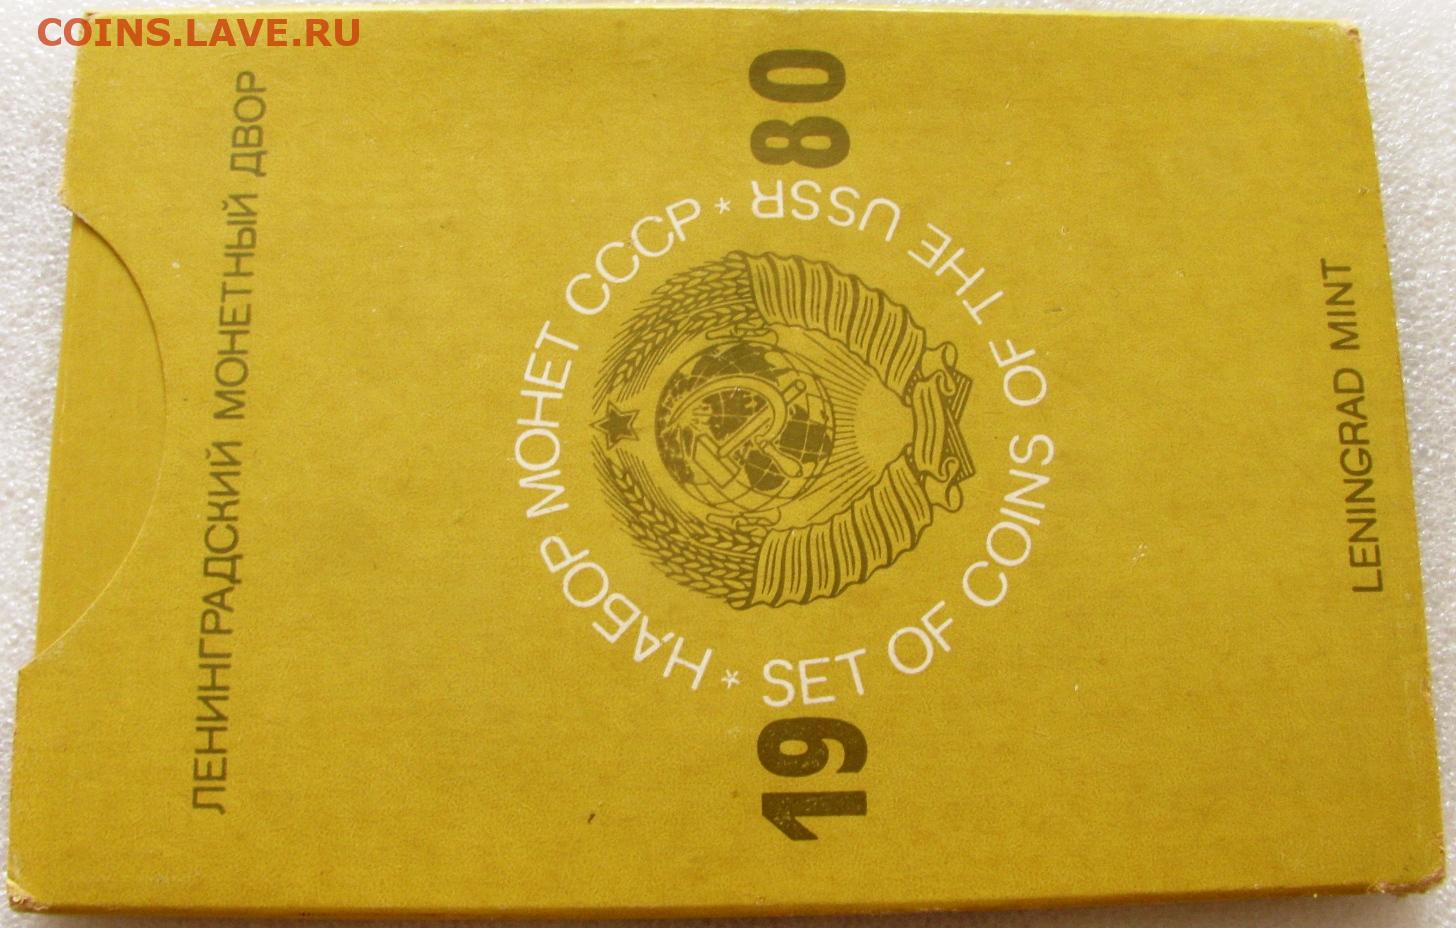 COINS.LAVE.RU
ЛЕНИНГРАДСКИЙ МОНЕТНЫЙ ДВОР
НАБОР МОНЕТ СССР
19 80
* SET OF COINS OF THE USSR *
LENINGRAD MINT